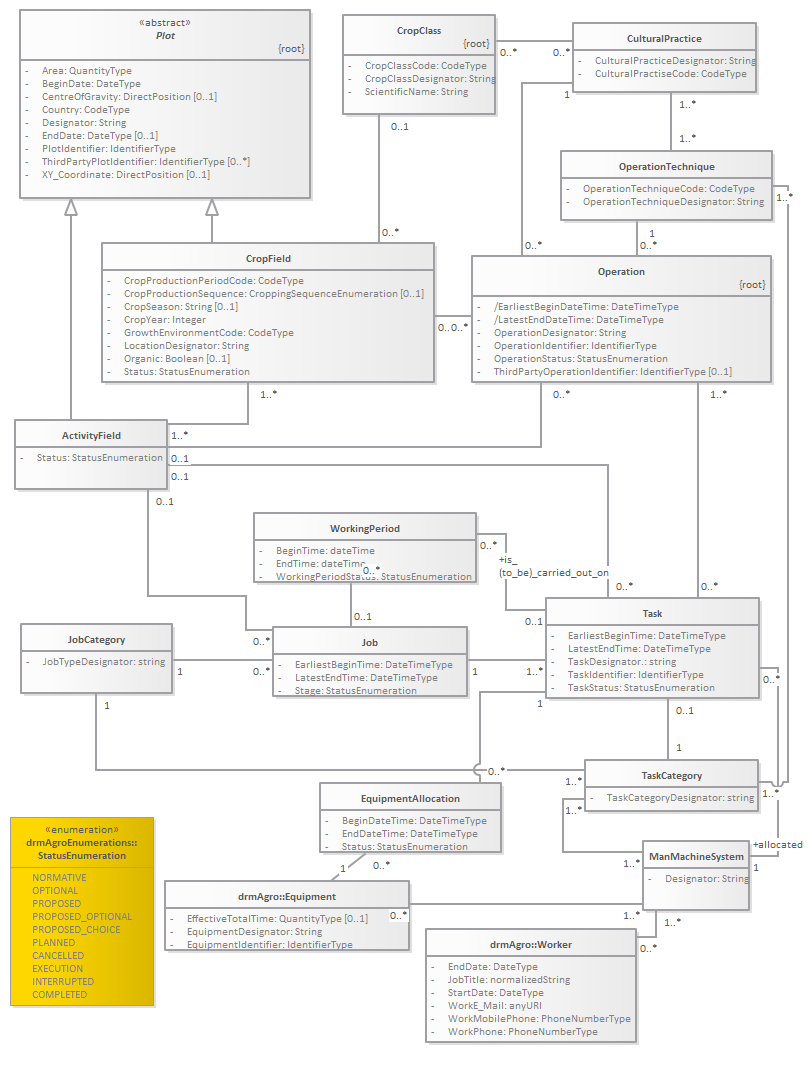 «abstract»
Plot
{root}
- Area: QuantityType
- BeginDate: DateType
- CentreOfGravity: DirectPosition [0..1]
- Country: CodeType
- Designator: String
- EndDate: DateType [0..1]
- PlotIdentifier: IdentifierType
- ThirdPartyPlotIdentifier: IdentifierType [0..*]
- XY_Coordinate: DirectPosition [0..1]
CropClass
{root}
- CropClassCode: CodeType
- CropClassDesignator: String
- ScientificName: String
0..*
0..*
0..1
0..*
CulturalPractice
- CulturalPracticeDesignator: String
- CulturalPractiseCode: CodeType
1
1..*
1..*
OperationTechnique
- OperationTechniqueCode: CodeType
- OperationTechniqueDesignator: String
1..*
1
0..*
0..*
CropField
- CropProductionPeriodCode: CodeType
- CropProductionSequence: CroppingSequenceEnumeration [0..1]
- CropSeason: String [0..1]
- CropYear: Integer
- GrowthEnvironmentCode: CodeType
- LocationDesignator: String
- Organic: Boolean [0..1]
- Status: StatusEnumeration
0..0..*
1..*
Operation
{root}
- /EarliestBeginDateTime: DateTimeType
- /LatestEndDateTime: DateTimeType
- OperationDesignator: String
- OperationIdentifier: IdentifierType
- OperationStatus: StatusEnumeration
- ThirdPartyOperationIdentifier: IdentifierType [0..1]
0..*
1..*
ActivityField
- Status: StatusEnumeration
1..*
0..1
0..1
0..1
WorkingPeriod
- BeginTime: dateTime
- EndTime: dateTime
- WorkingPeriodStatus: StatusEnumeration
0..*
0..*
+is_
(to_be)_carried_out_on
0..1
0..1
0..*
0..*
Task
- EarliestBeginTime: DateTimeType
- LatestEndTime: DateTimeType
- TaskDesignator.: string
- TaskIdentifier: IdentifierType
- TaskStatus: StatusEnumeration
JobCategory
- JobTypeDesignator: string
1
1
0..*
0..*
Job
- EarliestBeginTime: DateTimeType
- LatestEndTime: DateTimeType
- Stage: StatusEnumeration
1
1..*
1
0..*
0..1
1
0..*
1..*
TaskCategory
- TaskCategoryDesignator: string
1..*
1..*
EquipmentAllocation
- BeginDateTime: DateTimeType
- EndDateTime: DateTimeType
- Status: StatusEnumeration
1
0..*
+allocated
1
1..*
ManMachineSystem
- Designator: String
1..*
1..*
0..*
«enumeration»
drmAgroEnumerations::
StatusEnumeration
NORMATIVE
OPTIONAL
PROPOSED
PROPOSED_OPTIONAL
PROPOSED_CHOICE
PLANNED
CANCELLED
EXECUTION
INTERRUPTED
COMPLETED
drmAgro::Equipment
- EffectiveTotalTime: QuantityType [0..1]
- EquipmentDesignator: String
- EquipmentIdentifier: IdentifierType
0..*
drmAgro::Worker
- EndDate: DateType
- JobTitle: normalizedString
- StartDate: DateType
- WorkE_Mail: anyURI
- WorkMobilePhone: PhoneNumberType
- WorkPhone: PhoneNumberType